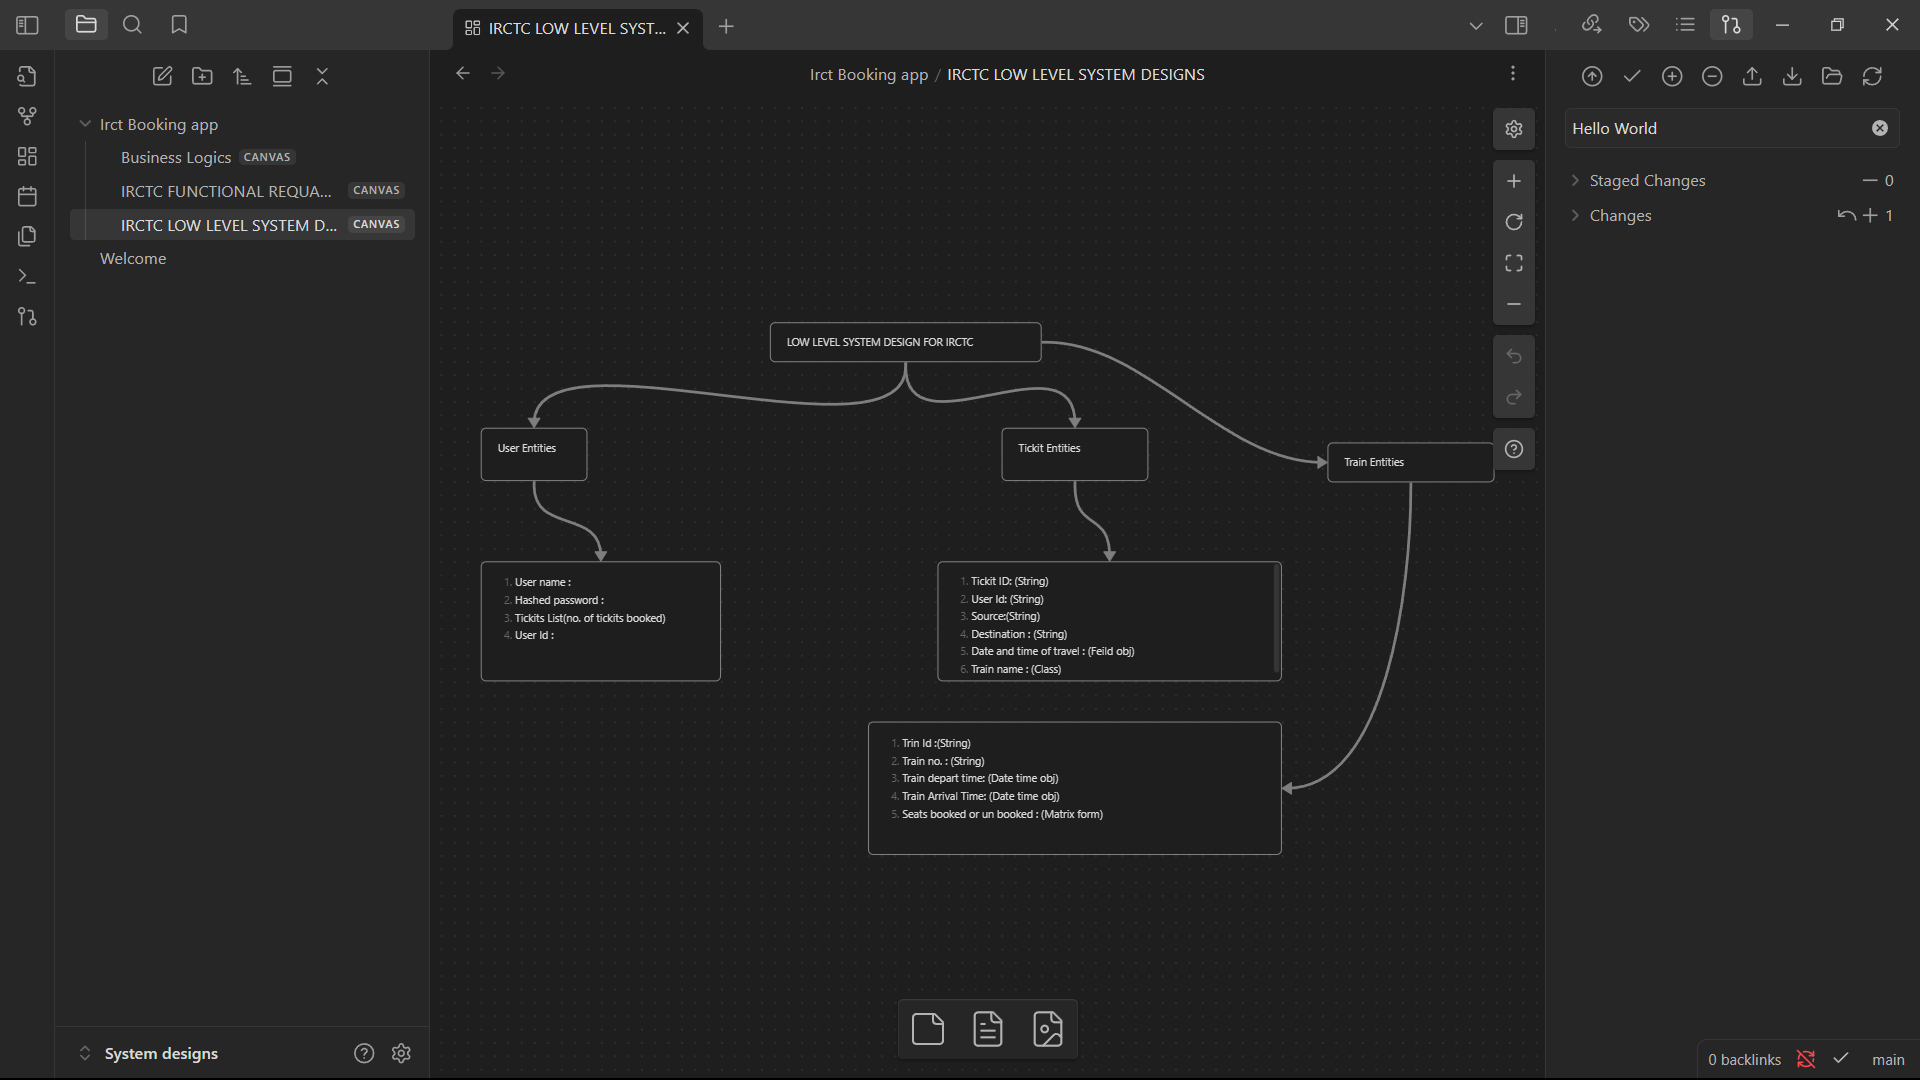 IRCTC LOW LEVEL SYST...
Irct Booking app / IRCTC LOW LEVEL SYSTEM DESIGNS
Irct Booking app
Business Logics CANVAS
IRCTC FUNCTIONAL REQUA... CANVAS
IRCTC LOW LEVEL SYSTEM D... CANVAS
Welcome
LOW LEVEL SYSTEM DESIGN FOR IRCTC
User Entities
Tickit Entities
Train Entities
1. User name :
2. Hashed password :
3. Tickits List(no. of tickits booked)
4. User Id :
1. Tickit ID: (String)
2. User Id: (String)
3. Source:(String)
4. Destination : (String)
5. Date and time of travel : (Feild obj)
6. Train name : (Class)
1. Trin Id :(String)
2. Train no. : (String)
3. Train depart time: (Date time obj)
4. Train Arrival Time: (Date time obj)
5. Seats booked or un booked : (Matrix form)
Hello World
Staged Changes 0
Changes 1
System designs
0 backlinks main